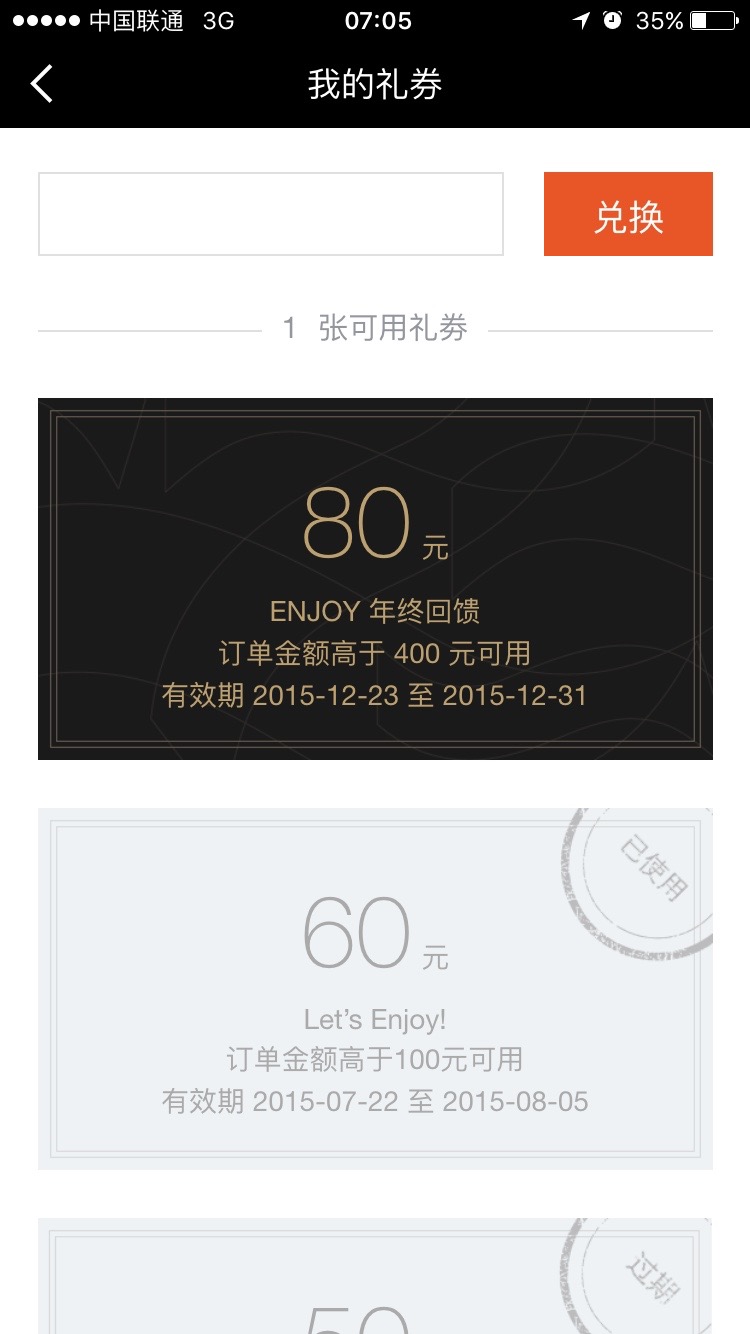 中国联通 3G 07:05 35%
我的礼券
兑换
1 张可用礼券
80 元
ENJOY 年终回馈
订单金额高于 400 元可用
有效期 2015-12-23 至 2015-12-31
已使用
60 元
Let’s Enjoy!
订单金额高于100元可用
有效期 2015-07-22 至 2015-08-05
过期
50